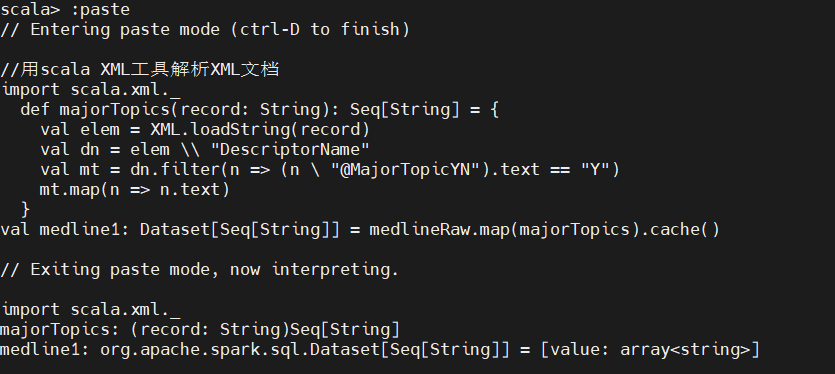 scala> :paste
// Entering paste mode (ctrl-D to finish)
//用scala XML工具解析XML文档
import scala.xml._
  def majorTopics(record: String): Seq[String] = {
    val elem = XML.loadString(record)
    val dn = elem \\ "DescriptorName"
    val mt = dn.filter(n => (n \ "@MajorTopicYN").text == "Y")
    mt.map(n => n.text)
  }
val medline1: Dataset[Seq[String]] = medlineRaw.map(majorTopics).cache()
// Exiting paste mode, now interpreting.
import scala.xml._
majorTopics: (record: String)Seq[String]
medline1: org.apache.spark.sql.Dataset[Seq[String]] = [value: array<string>]